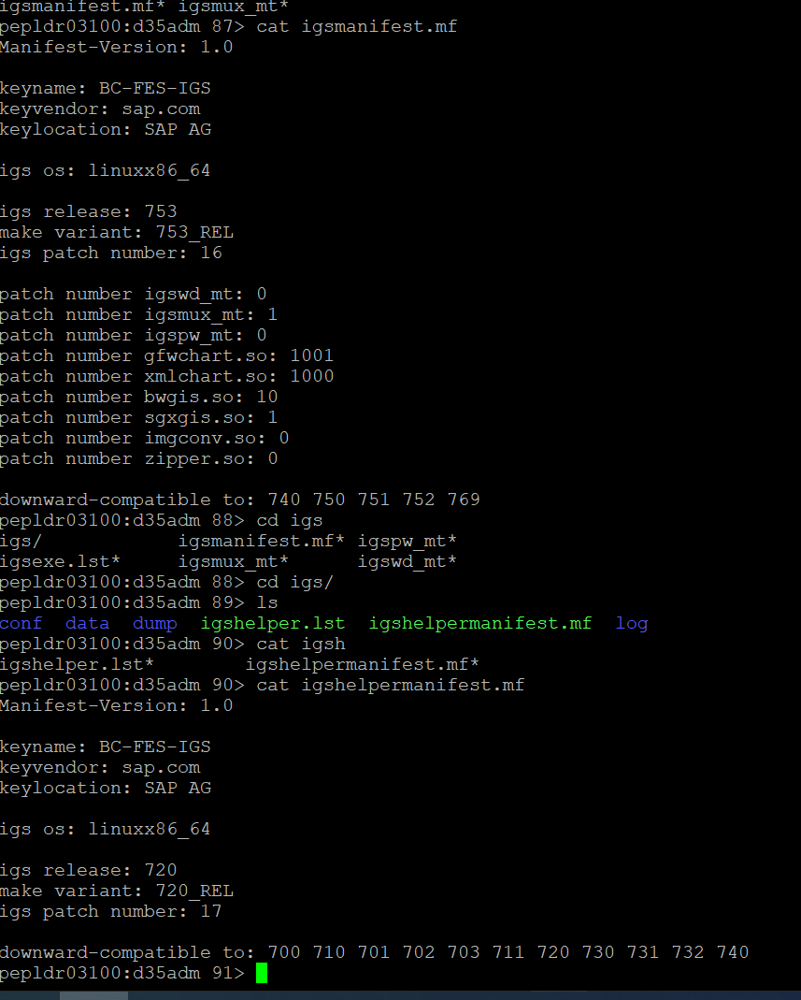 igsmanifest.mf* igsmux_mt*
pepldr03100:d35adm 87> cat igsmanifest.mf
Manifest-Version: 1.0
keyname: BC-FES-IGS
keyvendor: sap.com
keylocation: SAP AG
igs os: linuxx86_64
igs release: 753
make variant: 753_REL
igs patch number: 16
patch number igswd_mt: 0
patch number igsmux_mt: 1
patch number igspw_mt: 0
patch number gfwchart.so: 1001
patch number xmlchart.so: 1000
patch number bwgis.so: 10
patch number sgxgis.so: 1
patch number imgconv.so: 0
patch number zipper.so: 0
downward-compatible to: 740 750 751 752 769
pepldr03100:d35adm 88> cd igs
igs/ igsmanifest.mf* igspw_mt*
igsexe.lst* igsmux_mt* igswd_mt*
pepldr03100:d35adm 88> cd igs/
pepldr03100:d35adm 89> ls
conf data dump igshelper.lst igshelpermanifest.mf log
pepldr03100:d35adm 90> cat igsh
igshelper.lst* igshelpermanifest.mf*
pepldr03100:d35adm 90> cat igshelpermanifest.mf
Manifest-Version: 1.0
keyname: BC-FES-IGS
keyvendor: sap.com
keylocation: SAP AG
igs os: linuxx86_64
igs release: 720
make variant: 720_REL
igs patch number: 17
downward-compatible to: 700 710 701 702 703 711 720 730 731 732 740
pepldr03100:d35adm 91>